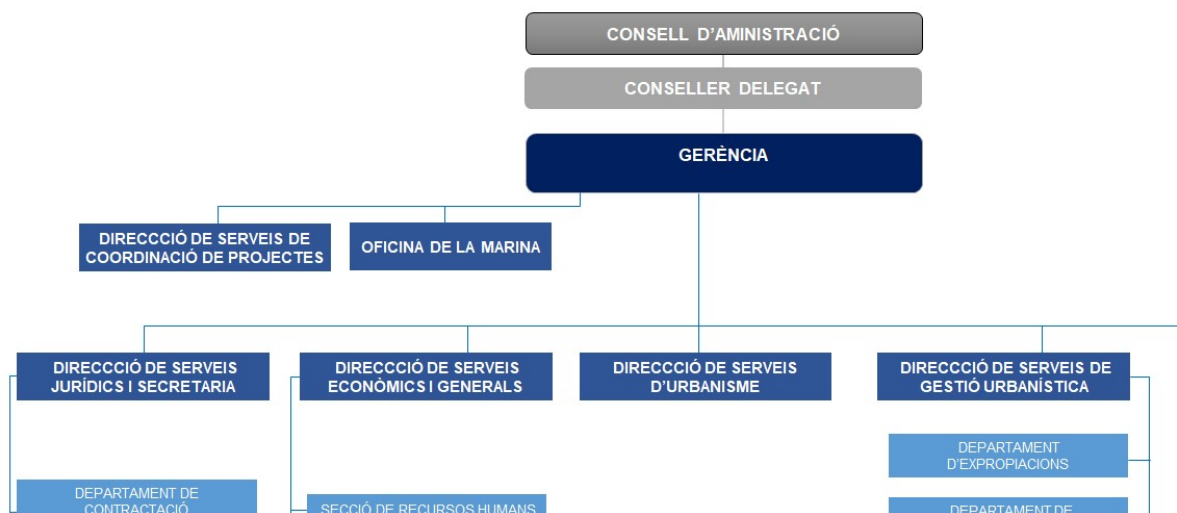 CONSELL D'AMINISTRACIÓ
CONSELLER DELEGAT
GERÈNCIA
DIRECCCIÓ DE SERVEIS DE
COORDINACIÓ DE PROJECTES
OFICINA DE LA MARINA
DIRECCCIÓ DE SERVEIS
JURÍDICS I SECRETARIA
DIRECCCIÓ DE SERVEIS
ECONÒMICS I GENERALS
DIRECCCIÓ DE SERVEIS
D'URBANISME
DIRECCCIÓ DE SERVEIS DE
GESTIÓ URBANÍSTICA
DEPARTAMENT
D'EXPROPIACIONS
DEPARTAMENT DE
CONTRACTACIÓ
SECCIÓ DE RECURSOS HUMANS
DEPARTAMENT DE